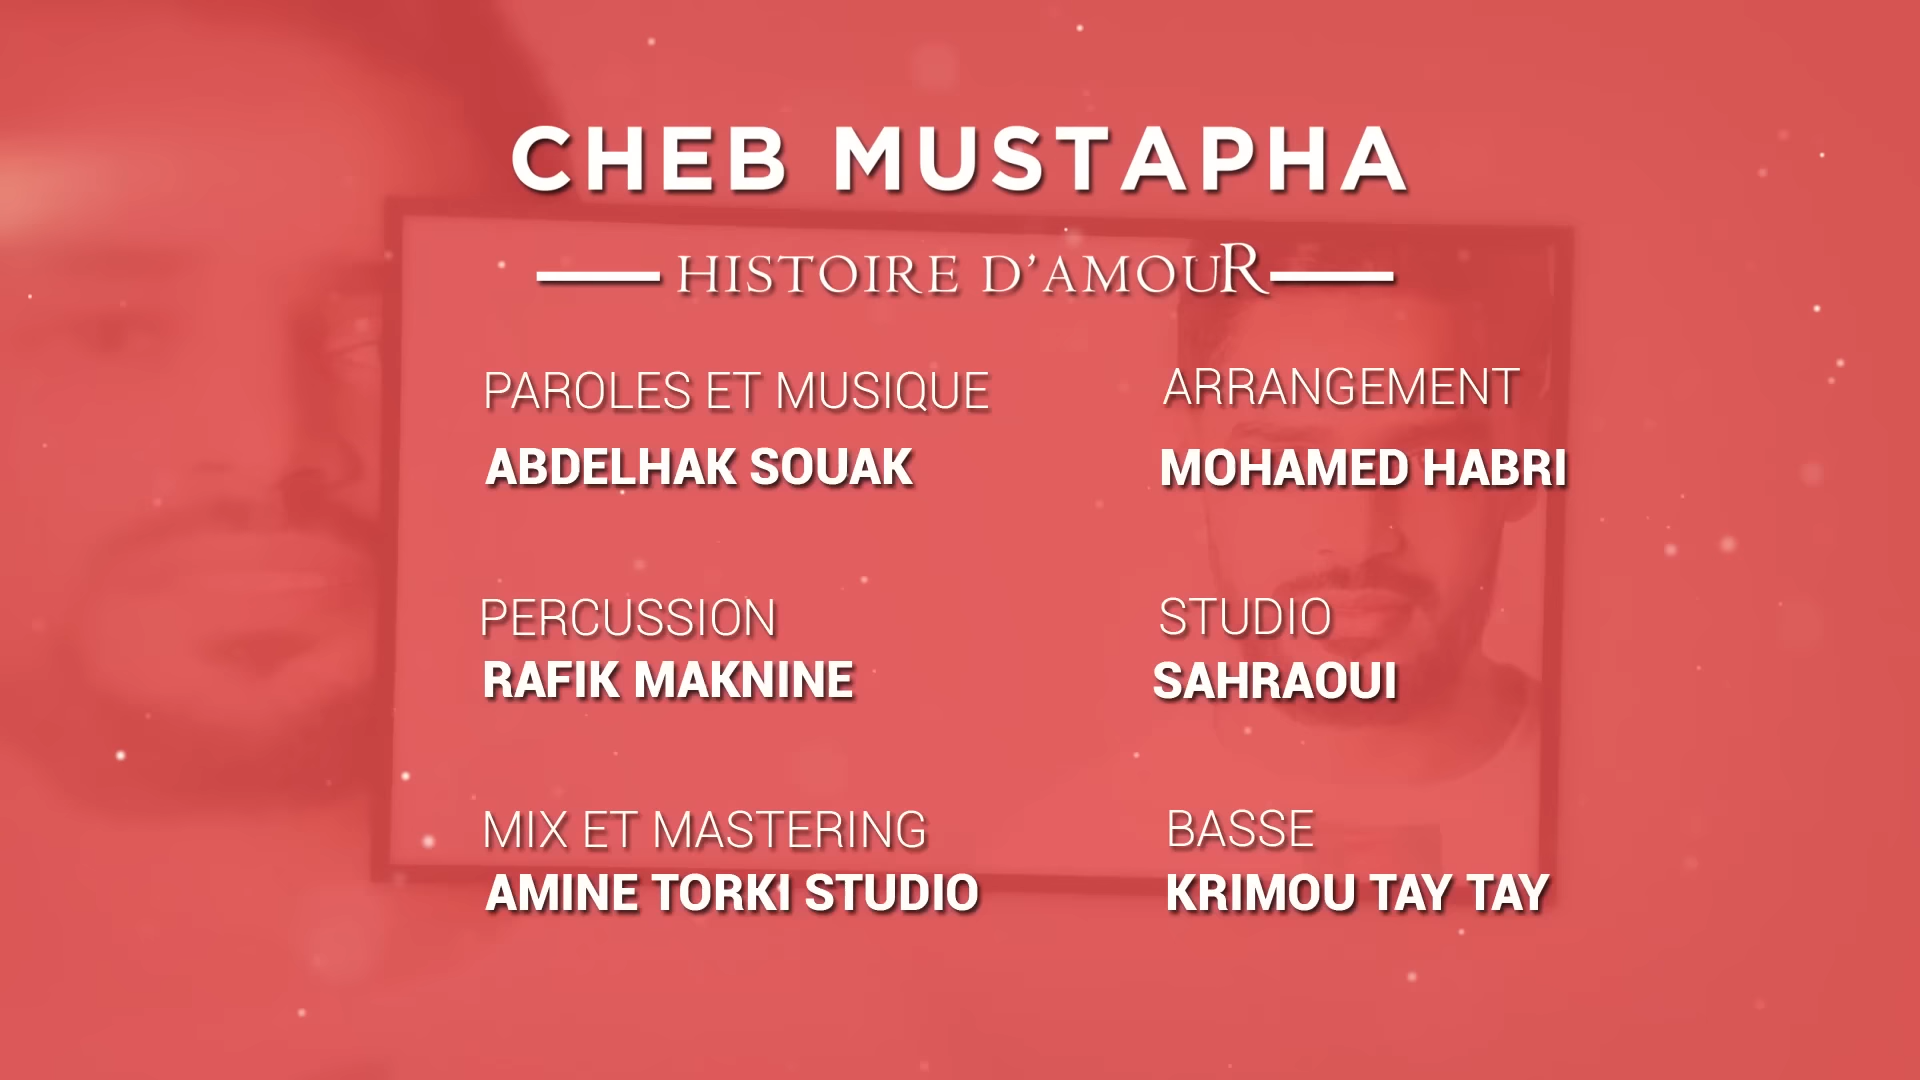 CHEB MUSTAPHA
HISTOIRE D'AMOUR
PAROLES ET MUSIQUE
ABDELHAK SOUAK
ARRANGEMENT
MOHAMED HABRI
PERCUSSION
RAFIK MAKNINE
STUDIO
SAHRAOUI
MIX ET MASTERING
AMINE TORKI STUDIO
BASSE
KRIMOU TAY TAY